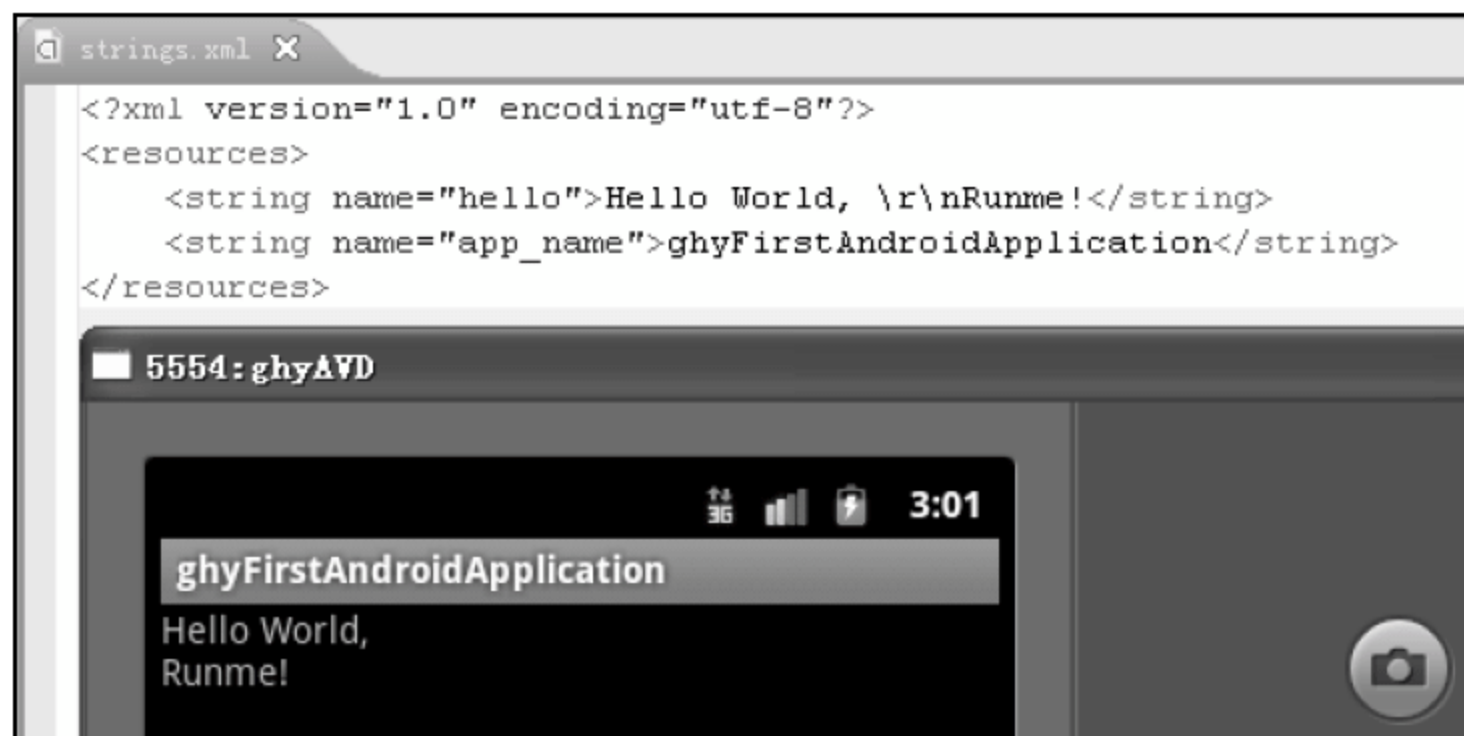 strings.xml
<?xml version="1.0" encoding="utf-8"?>
<resources>
    <string name="hello">Hello World, \r\nRunme!</string>
    <string name="app_name">ghyFirstAndroidApplication</string>
</resources>
5554:ghyAVD
3G 3:01
ghyFirstAndroidApplication
Hello World,
Runme!